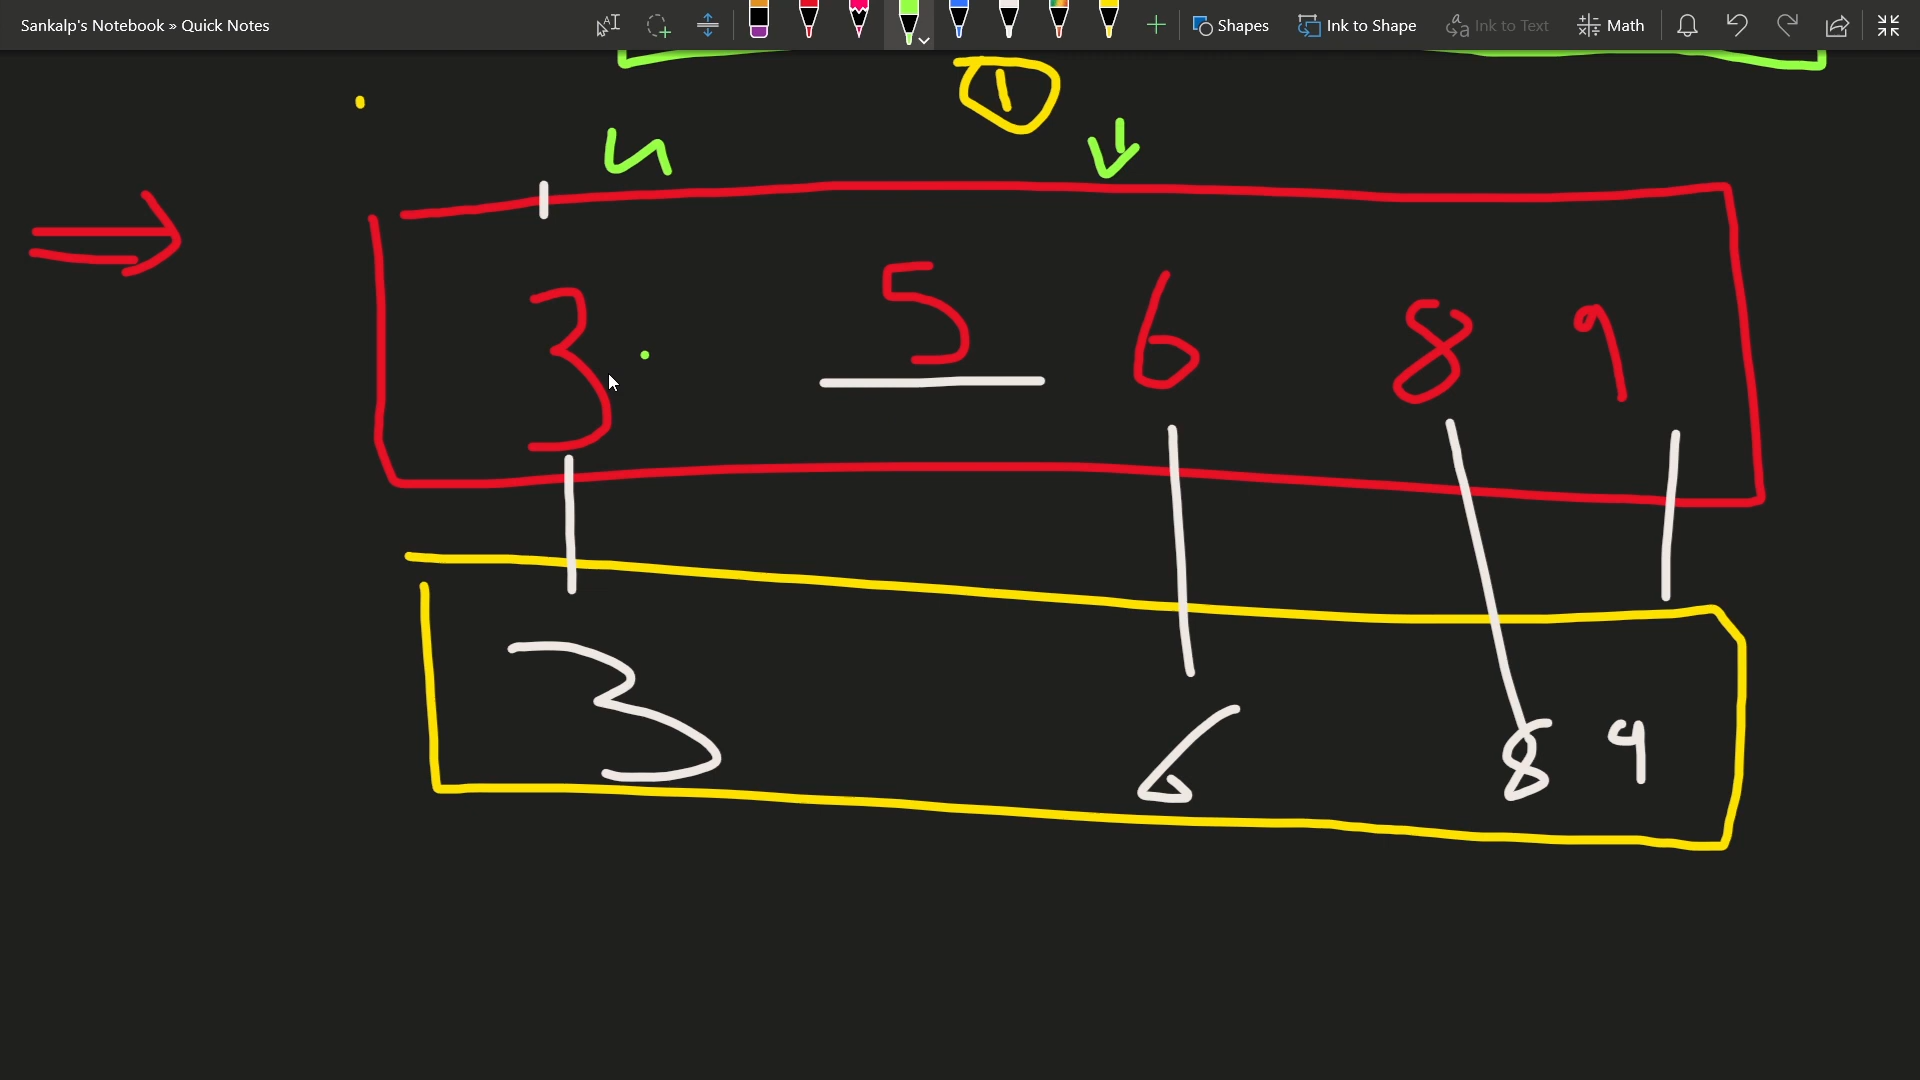 Sankalp's Notebook » Quick Notes
Shapes
Ink to Shape
Ink to Text
Math
1
3 5 6 8 9
3 6 8 9